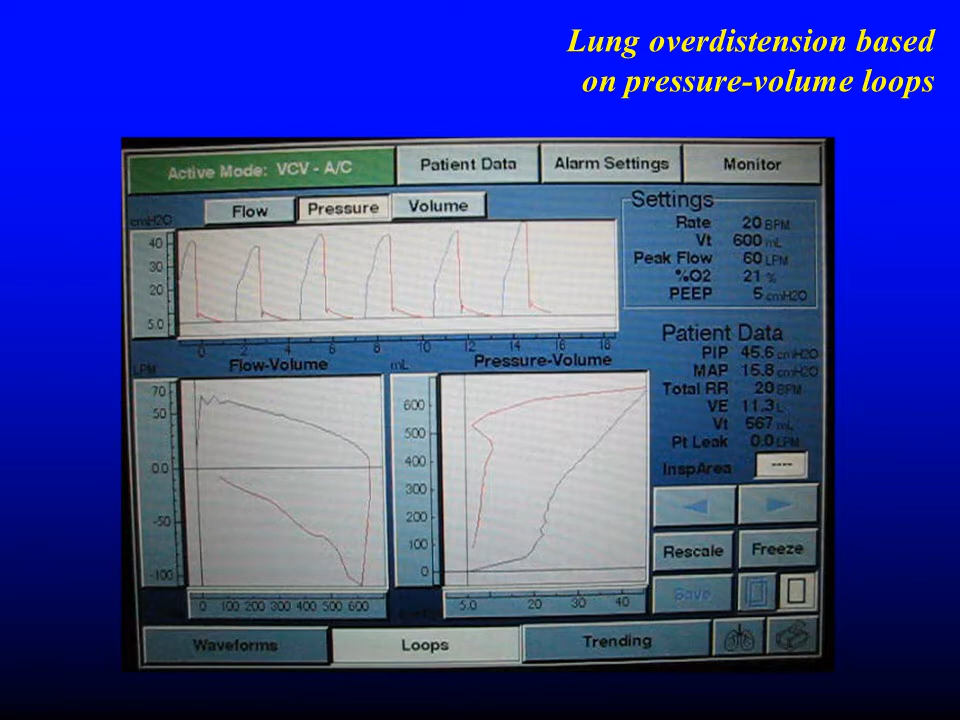 Lung overdistension based
on pressure-volume loops
Active Mode: VCV - A/C
Patient Data
Alarm Settings
Monitor
cmH2O
Flow
Pressure
Volume
40
30
20
5.0
0 2 4 6 8 10 12 14 16 18
Settings
Rate 20 BPM
Vt 600 mL
Peak Flow 60 LPM
%O2 21 %
PEEP 5 cmH2O
LPM
Flow-Volume
70
50
0.0
-50
-100
0 100 200 300 400 500 600
mL
Pressure-Volume
600
500
400
300
200
100
0
5.0 20 30 40
Patient Data
PIP 45.6 cmH2O
MAP 15.8 cmH2O
Total RR 20 BPM
VE 11.3 L
Vt 567 mL
Pt Leak 0.0 LPM
InspArea ----
Rescale
Freeze
Save
Waveforms
Loops
Trending